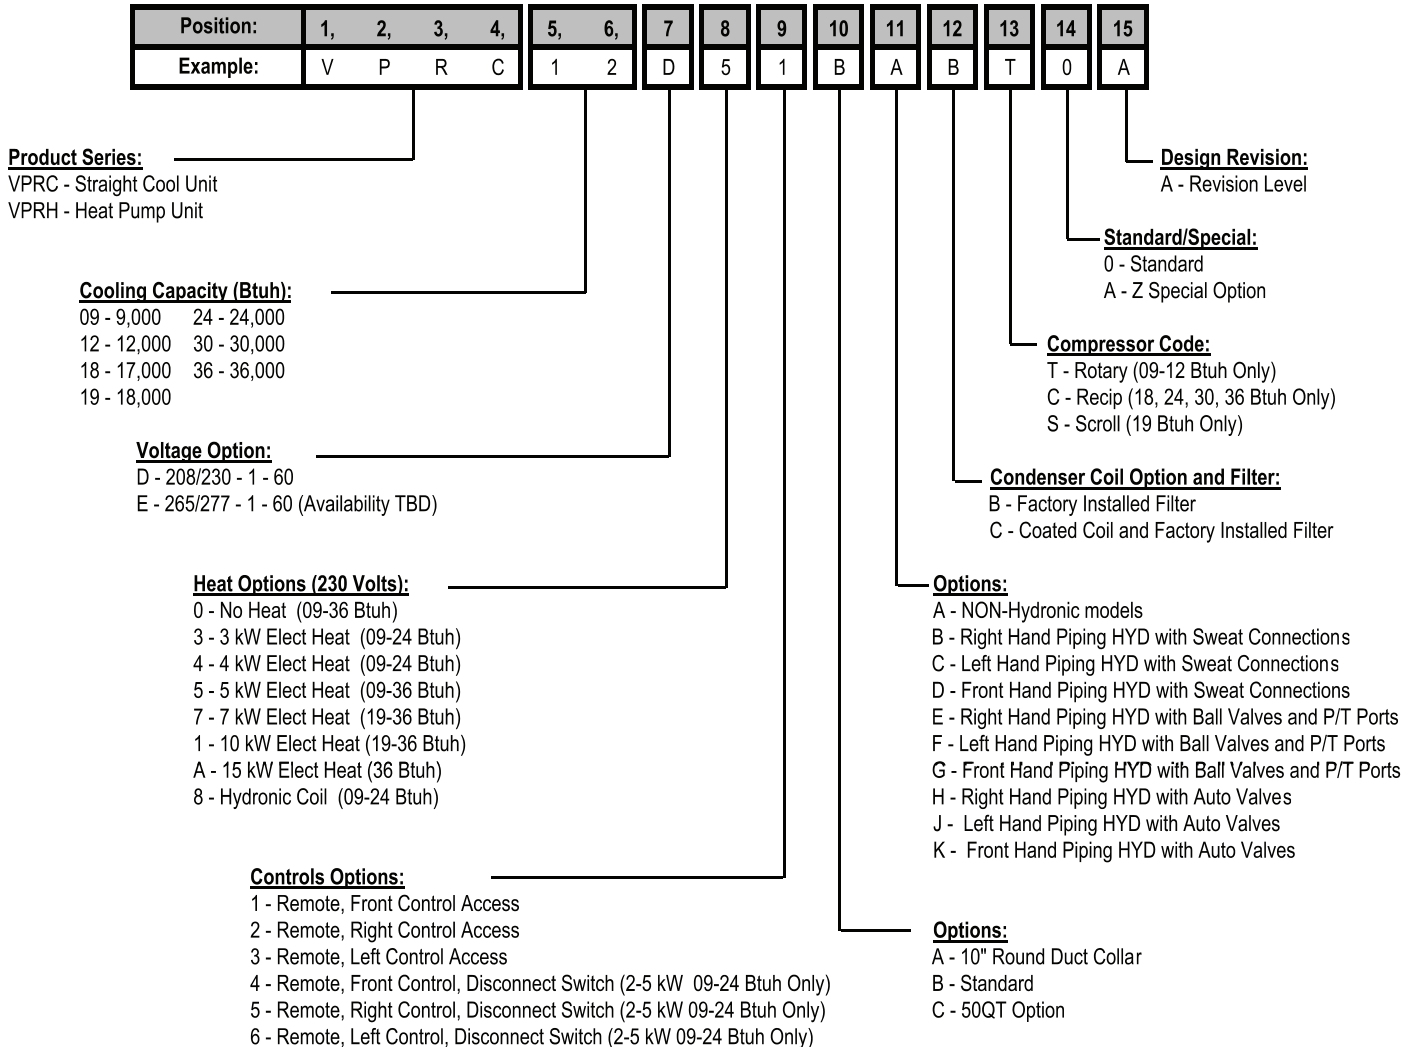 Position: 1, 2, 3, 4, 5, 6, 7 8 9 10 11 12 13 14 15
Example: V P R C 1 2 D 5 1 B A B T 0 A
Product Series:
VPRC - Straight Cool Unit
VPRH - Heat Pump Unit
Design Revision:
A - Revision Level
Standard/Special:
0 - Standard
A - Z Special Option
Cooling Capacity (Btuh):
09 - 9,000 24 - 24,000
12 - 12,000 30 - 30,000
18 - 17,000 36 - 36,000
19 - 18,000
Compressor Code:
T - Rotary (09-12 Btuh Only)
C - Recip (18, 24, 30, 36 Btuh Only)
S - Scroll (19 Btuh Only)
Voltage Option:
D - 208/230 - 1 - 60
E - 265/277 - 1 - 60 (Availability TBD)
Condenser Coil Option and Filter:
B - Factory Installed Filter
C - Coated Coil and Factory Installed Filter
Heat Options (230 Volts):
0 - No Heat (09-36 Btuh)
3 - 3 kW Elect Heat (09-24 Btuh)
4 - 4 kW Elect Heat (09-24 Btuh)
5 - 5 kW Elect Heat (09-36 Btuh)
7 - 7 kW Elect Heat (19-36 Btuh)
1 - 10 kW Elect Heat (19-36 Btuh)
A - 15 kW Elect Heat (36 Btuh)
8 - Hydronic Coil (09-24 Btuh)
Options:
A - NON-Hydronic models
B - Right Hand Piping HYD with Sweat Connections
C - Left Hand Piping HYD with Sweat Connections
D - Front Hand Piping HYD with Sweat Connections
E - Right Hand Piping HYD with Ball Valves and P/T Ports
F - Left Hand Piping HYD with Ball Valves and P/T Ports
G - Front Hand Piping HYD with Ball Valves and P/T Ports
H - Right Hand Piping HYD with Auto Valves
J - Left Hand Piping HYD with Auto Valves
K - Front Hand Piping HYD with Auto Valves
Controls Options:
1 - Remote, Front Control Access
2 - Remote, Right Control Access
3 - Remote, Left Control Access
4 - Remote, Front Control, Disconnect Switch (2-5 kW 09-24 Btuh Only)
5 - Remote, Right Control, Disconnect Switch (2-5 kW 09-24 Btuh Only)
6 - Remote, Left Control, Disconnect Switch (2-5 kW 09-24 Btuh Only)
Options:
A - 10" Round Duct Collar
B - Standard
C - 50QT Option